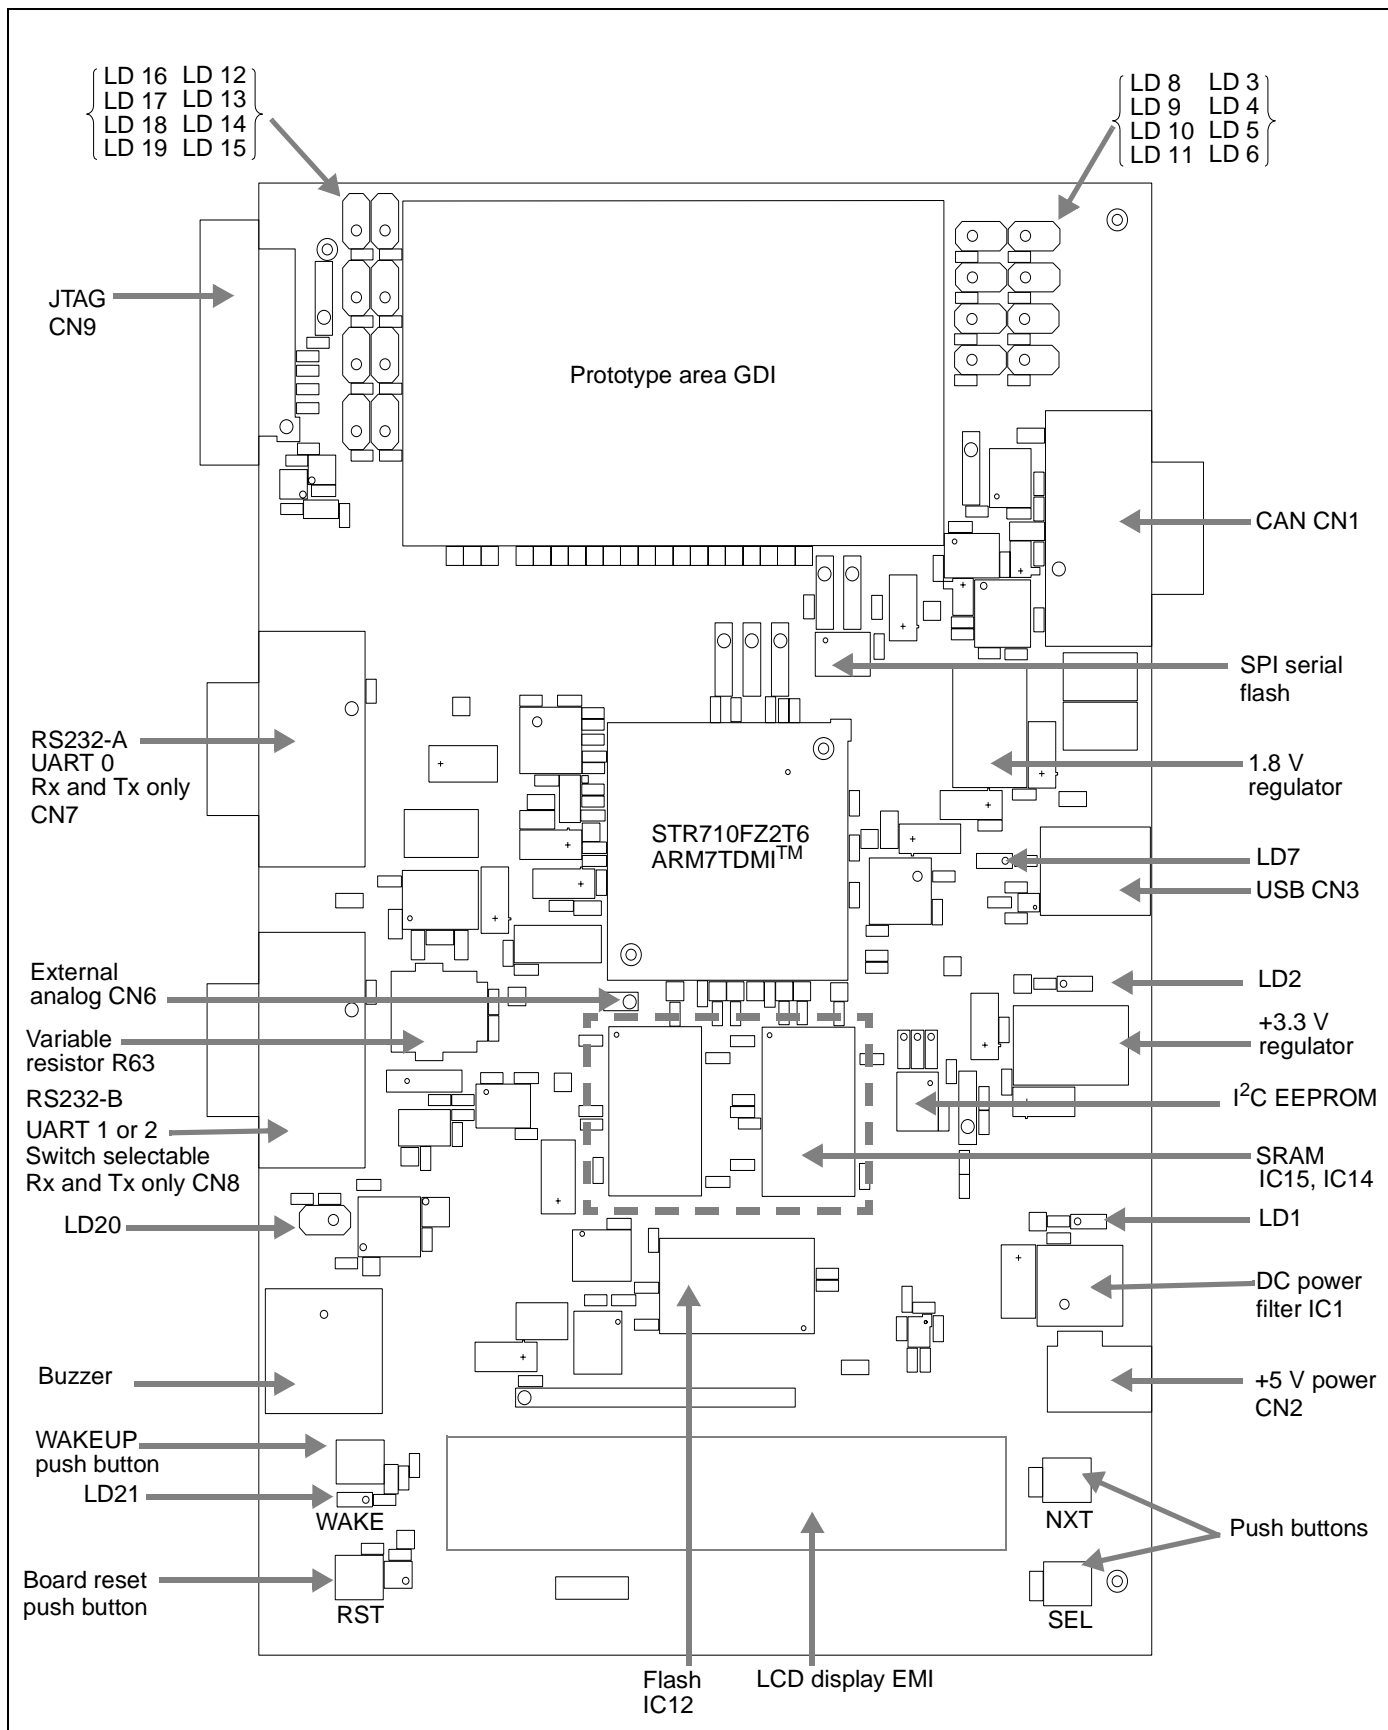 LD 16 LD 12
LD 17 LD 13
LD 18 LD 14
LD 19 LD 15
LD 8 LD 3
LD 9 LD 4
LD 10 LD 5
LD 11 LD 6
JTAG
CN9
Prototype area GDI
CAN CN1
SPI serial
flash
RS232-A
UART 0
Rx and Tx only
CN7
1.8 V
regulator
STR710FZ2T6
ARM7TDMI™
LD7
USB CN3
External
analog CN6
LD2
Variable
resistor R63
+3.3 V
regulator
RS232-B
UART 1 or 2
Switch selectable
Rx and Tx only CN8
I²C EEPROM
SRAM
IC15, IC14
LD20
LD1
DC power
filter IC1
Buzzer
+5 V power
CN2
WAKEUP
push button
LD21
WAKE
NXT
Push buttons
Board reset
push button
RST
SEL
Flash
IC12
LCD display EMI